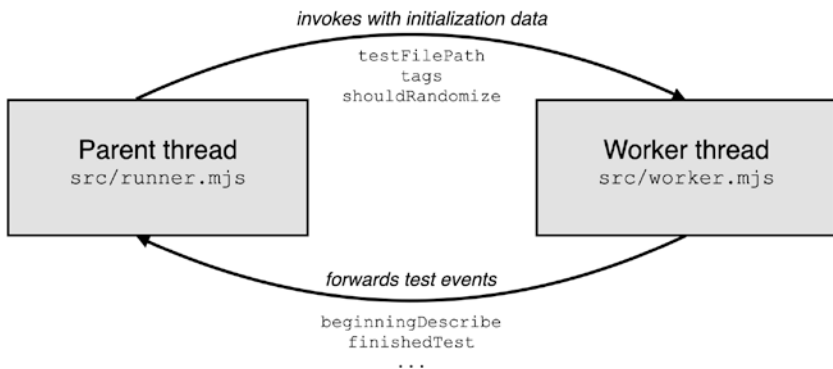 invokes with initialization data
testFilePath
tags
shouldRandomize
Parent thread
src/runner.mjs
Worker thread
src/worker.mjs
forwards test events
beginningDescribe
finishedTest
...